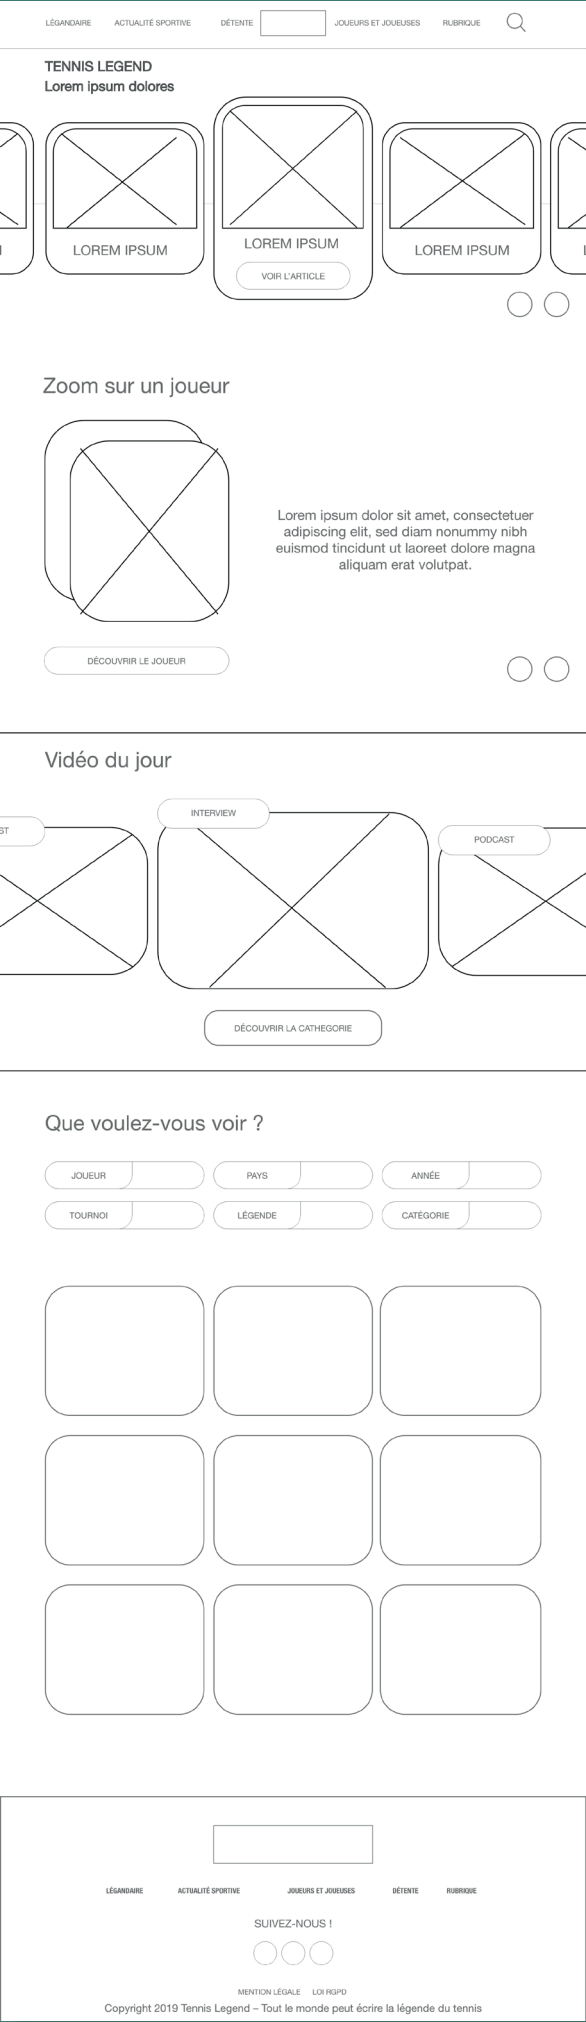 LÉGANDAIRE ACTUALITÉ SPORTIVE DÉTENTE JOUEURS ET JOUEUSES RUBRIQUE
TENNIS LEGEND
Lorem ipsum dolores
LOREM IPSUM
LOREM IPSUM
LOREM IPSUM
VOIR L'ARTICLE
Zoom sur un joueur
Lorem ipsum dolor sit amet, consectetuer
adipiscing elit, sed diam nonummy nibh
euismod tincidunt ut laoreet dolore magna
aliquam erat volutpat.
DÉCOUVRIR LE JOUEUR
Vidéo du jour
ST
INTERVIEW
PODCAST
DÉCOUVRIR LA CATHEGORIE
Que voulez-vous voir ?
JOUEUR PAYS ANNÉE
TOURNOI LÉGENDE CATÉGORIE
LÉGANDAIRE ACTUALITÉ SPORTIVE JOUEURS ET JOUEUSES DÉTENTE RUBRIQUE
SUIVEZ-NOUS !
MENTION LÉGALE LOI RGPD
Copyright 2019 Tennis Legend – Tout le monde peut écrire la légende du tennis